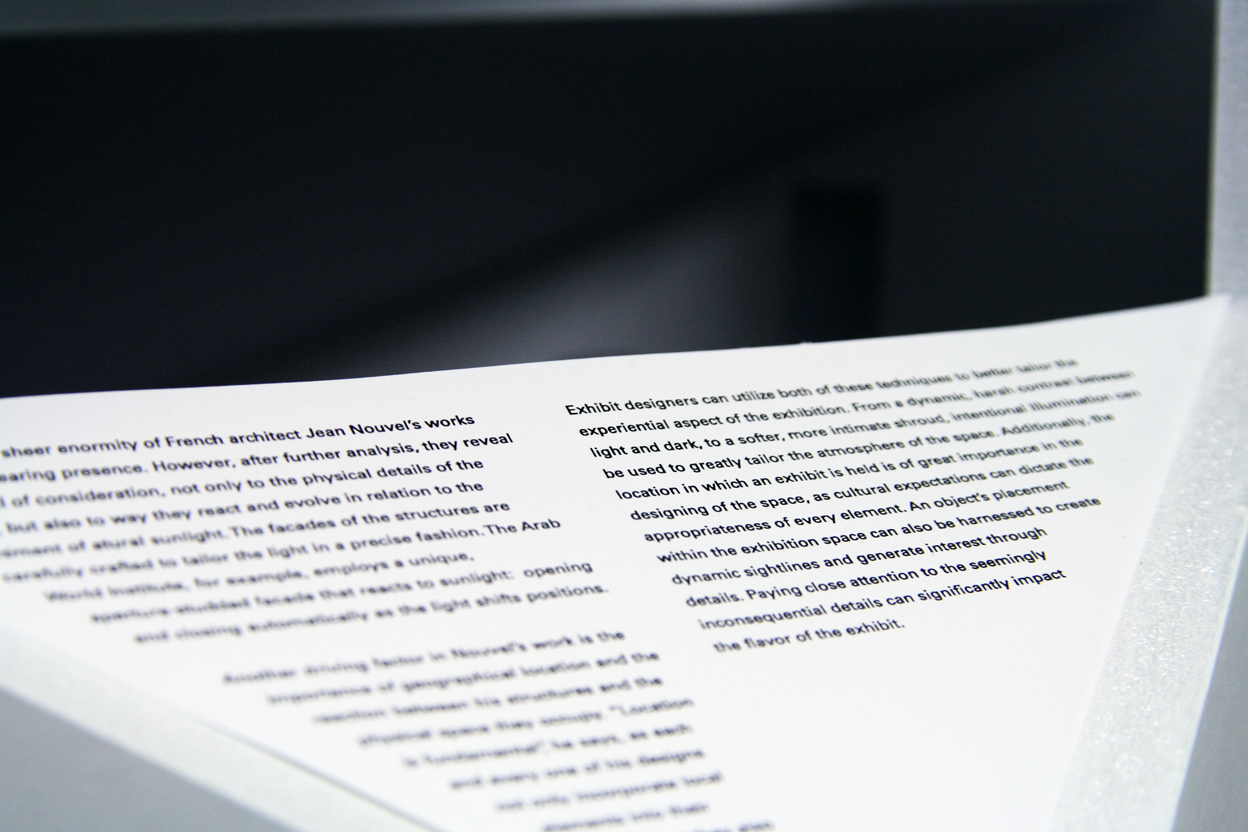 sheer enormity of French architect Jean Nouvel's works
presence. However, after further analysis, they reveal
of consideration, not only to the physical details of the
but also to way they react and evolve in relation to the
of atural sunlight. The facades of the structures are
carefully crafted to tailor the light in a precise fashion. The Arab
World Institute, for example, employs a unique,
aperture-studded facade that reacts to sunlight: opening
and closing automatically as the light shifts positions.
Another driving factor in Nouvel's work is the
importance of geographical location and the
reaction between his structures and the
physical space they occupy. "Location
is fundamental", he says, as each
and every one of his designs
not only incorporate local
elements into their
also
Exhibit designers can utilize both of these techniques to better tailor the
experiential aspect of the exhibition. From a dynamic, harsh contrast between
light and dark, to a softer, more intimate shroud, intentional illumination can
be used to greatly tailor the atmosphere of the space. Additionally, the
location in which an exhibit is held is of great importance in the
designing of the space, as cultural expectations can dictate the
appropriateness of every element. An object's placement
within the exhibition space can also be harnessed to create
dynamic sightlines and generate interest through
details. Paying close attention to the seemingly
inconsequential details can significantly impact
the flavor of the exhibit.